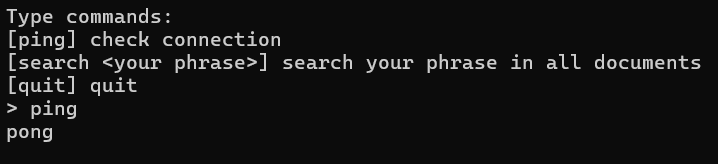 Type commands:
[ping] check connection
[search <your phrase>] search your phrase in all documents
[quit] quit
> ping
pong